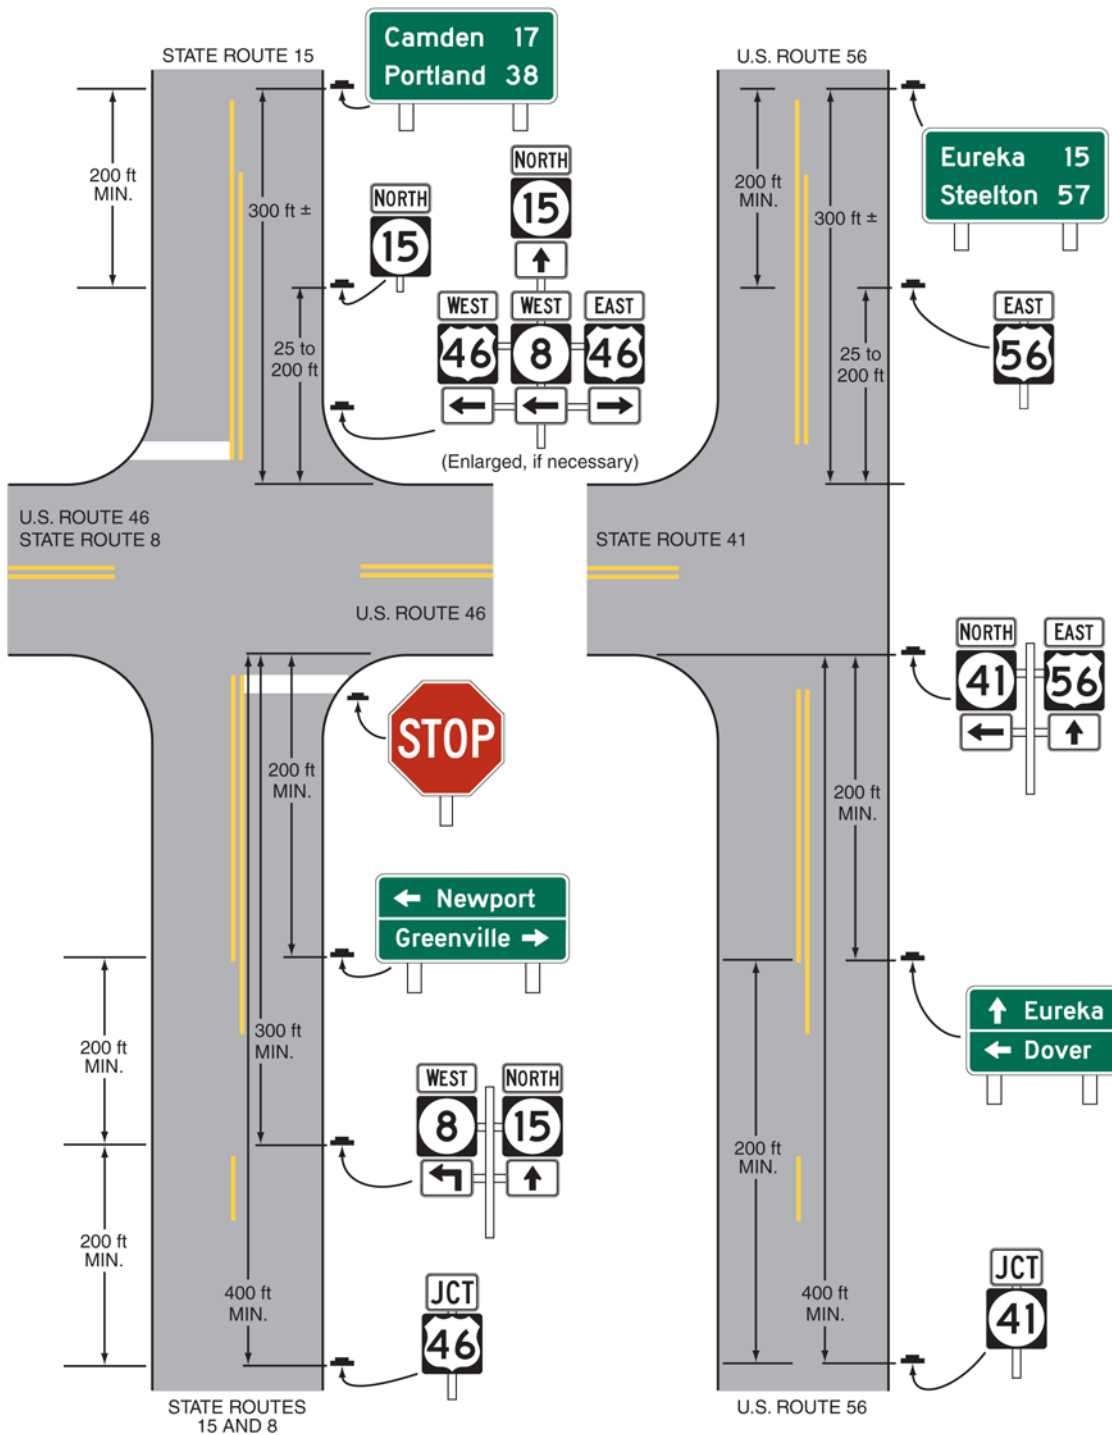 STATE ROUTE 15
Camden 17
Portland 38
200 ft
MIN.
300 ft ±
NORTH
15
NORTH
15
25 to
200 ft
WEST
46
WEST
8
EAST
46
(Enlarged, if necessary)
U.S. ROUTE 46
STATE ROUTE 8
U.S. ROUTE 46
STOP
200 ft
MIN.
Newport
Greenville
300 ft
MIN.
200 ft
MIN.
WEST
8
NORTH
15
200 ft
MIN.
400 ft
MIN.
JCT
46
STATE ROUTES
15 AND 8
U.S. ROUTE 56
Eureka 15
Steelton 57
200 ft
MIN.
300 ft ±
EAST
56
25 to
200 ft
STATE ROUTE 41
NORTH
41
EAST
56
200 ft
MIN.
Eureka
Dover
200 ft
MIN.
400 ft
MIN.
JCT
41
U.S. ROUTE 56